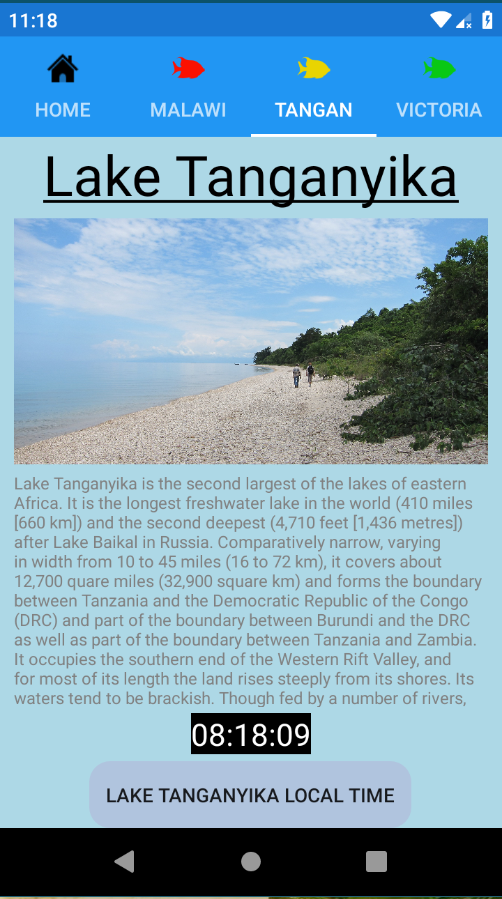 11:18
HOME MALAWI TANGAN VICTORIA
Lake Tanganyika
Lake Tanganyika is the second largest of the lakes of eastern
Africa. It is the longest freshwater lake in the world (410 miles
[660 km]) and the second deepest (4,710 feet [1,436 metres])
after Lake Baikal in Russia. Comparatively narrow, varying
in width from 10 to 45 miles (16 to 72 km), it covers about
12,700 quare miles (32,900 square km) and forms the boundary
between Tanzania and the Democratic Republic of the Congo
(DRC) and part of the boundary between Burundi and the DRC
as well as part of the boundary between Tanzania and Zambia.
It occupies the southern end of the Western Rift Valley, and
for most of its length the land rises steeply from its shores. Its
waters tend to be brackish. Though fed by a number of rivers,
08:18:09
LAKE TANGANYIKA LOCAL TIME